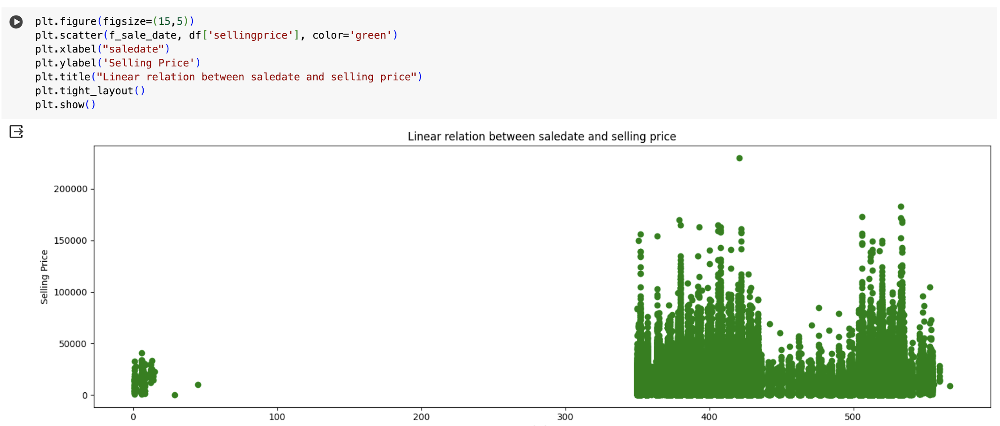 plt.figure(figsize=(15,5))
plt.scatter(f_sale_date, df['sellingprice'], color='green')
plt.xlabel("saledate")
plt.ylabel('Selling Price')
plt.title("Linear relation between saledate and selling price")
plt.tight_layout()
plt.show()
Linear relation between saledate and selling price
Selling Price
200000
150000
100000
50000
0
0 100 200 300 400 500